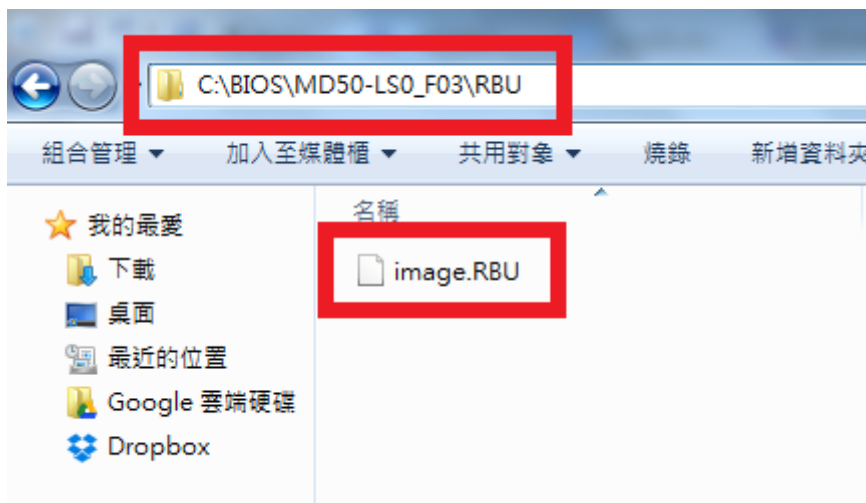 C:\BIOS\MD50-LS0_F03\RBU
組合管理 加入至媒體櫃 共用對象 燒錄 新增資料夾
名稱
我的最愛
image.RBU
下載
桌面
最近的位置
Google 雲端硬碟
Dropbox